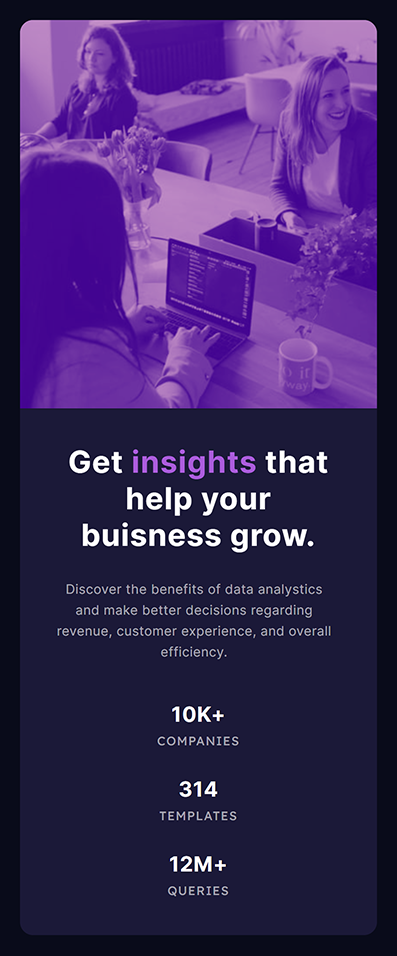 Get insights that
help your
buisness grow.
Discover the benefits of data analystics
and make better decisions regarding
revenue, customer experience, and overall
efficiency.
10K+
COMPANIES
314
TEMPLATES
12M+
QUERIES